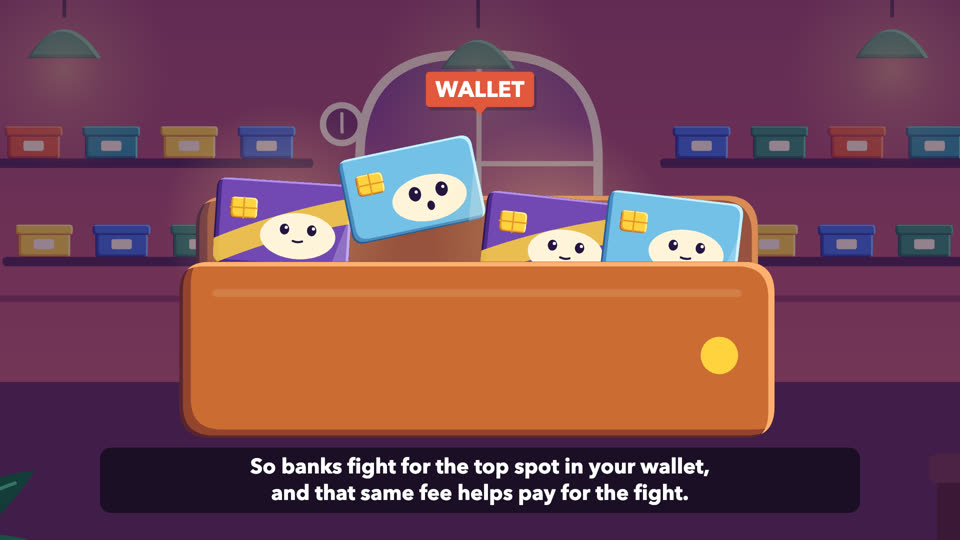 WALLET
So banks fight for the top spot in your wallet,
and that same fee helps pay for the fight.